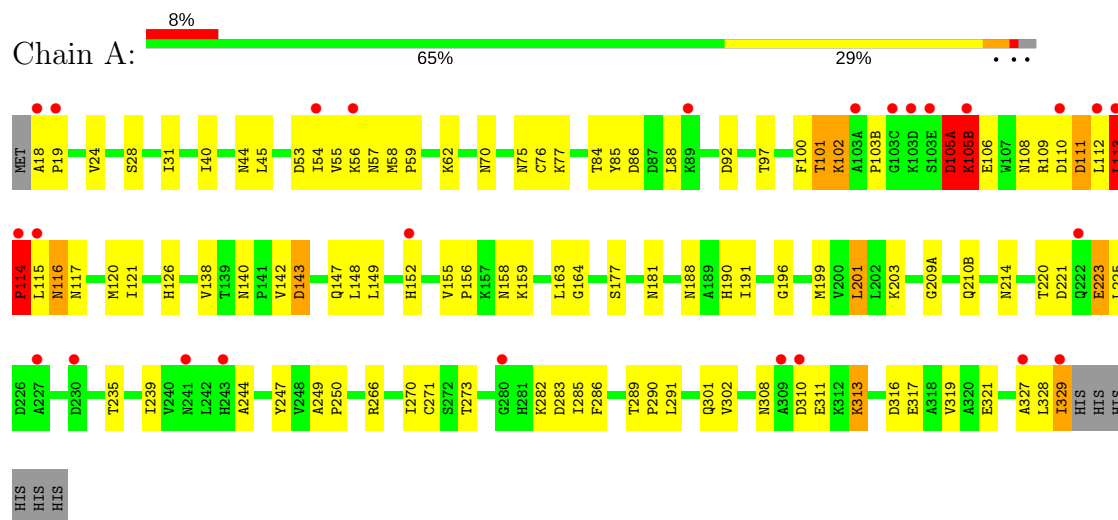 8%
Chain A:
65% 29% . . .
MET A18 P19 V24 S28 I31 I40 N44 L45 D53 I54 V55 K56 N57 M58 P59 K62 N70 N75 C76 K77 T84 Y85 D86 D87 L88 K89 D92 T97 F100 T101 K102 A103A P103B G103C K103D S103E D105A K105B E106 W107 N108 R109 D110 D111 L112
P114 L115 N116 N117 M120 I121 H126 V138 T139 N140 P141 V142 D143 Q147 L148 L149 H152 V155 P156 K157 N158 K159 L163 G164 S177 N181 N188 A189 H190 I191 G196 M199 V200 L201 L202 K203 G209A Q210B N214 T220 D221 Q222 E223
D226 A227 D230 T235 I239 V240 N241 L242 H243 A244 Y247 V248 A249 P250 R266 I270 C271 S272 T273 G280 H281 K282 D283 I285 F286 T289 P290 L291 Q301 V302 N308 A309 D310 E311 K312 K313 D316 E317 A318 V319 A320 E321 A327 L328 I329 HIS HIS HIS
HIS HIS HIS